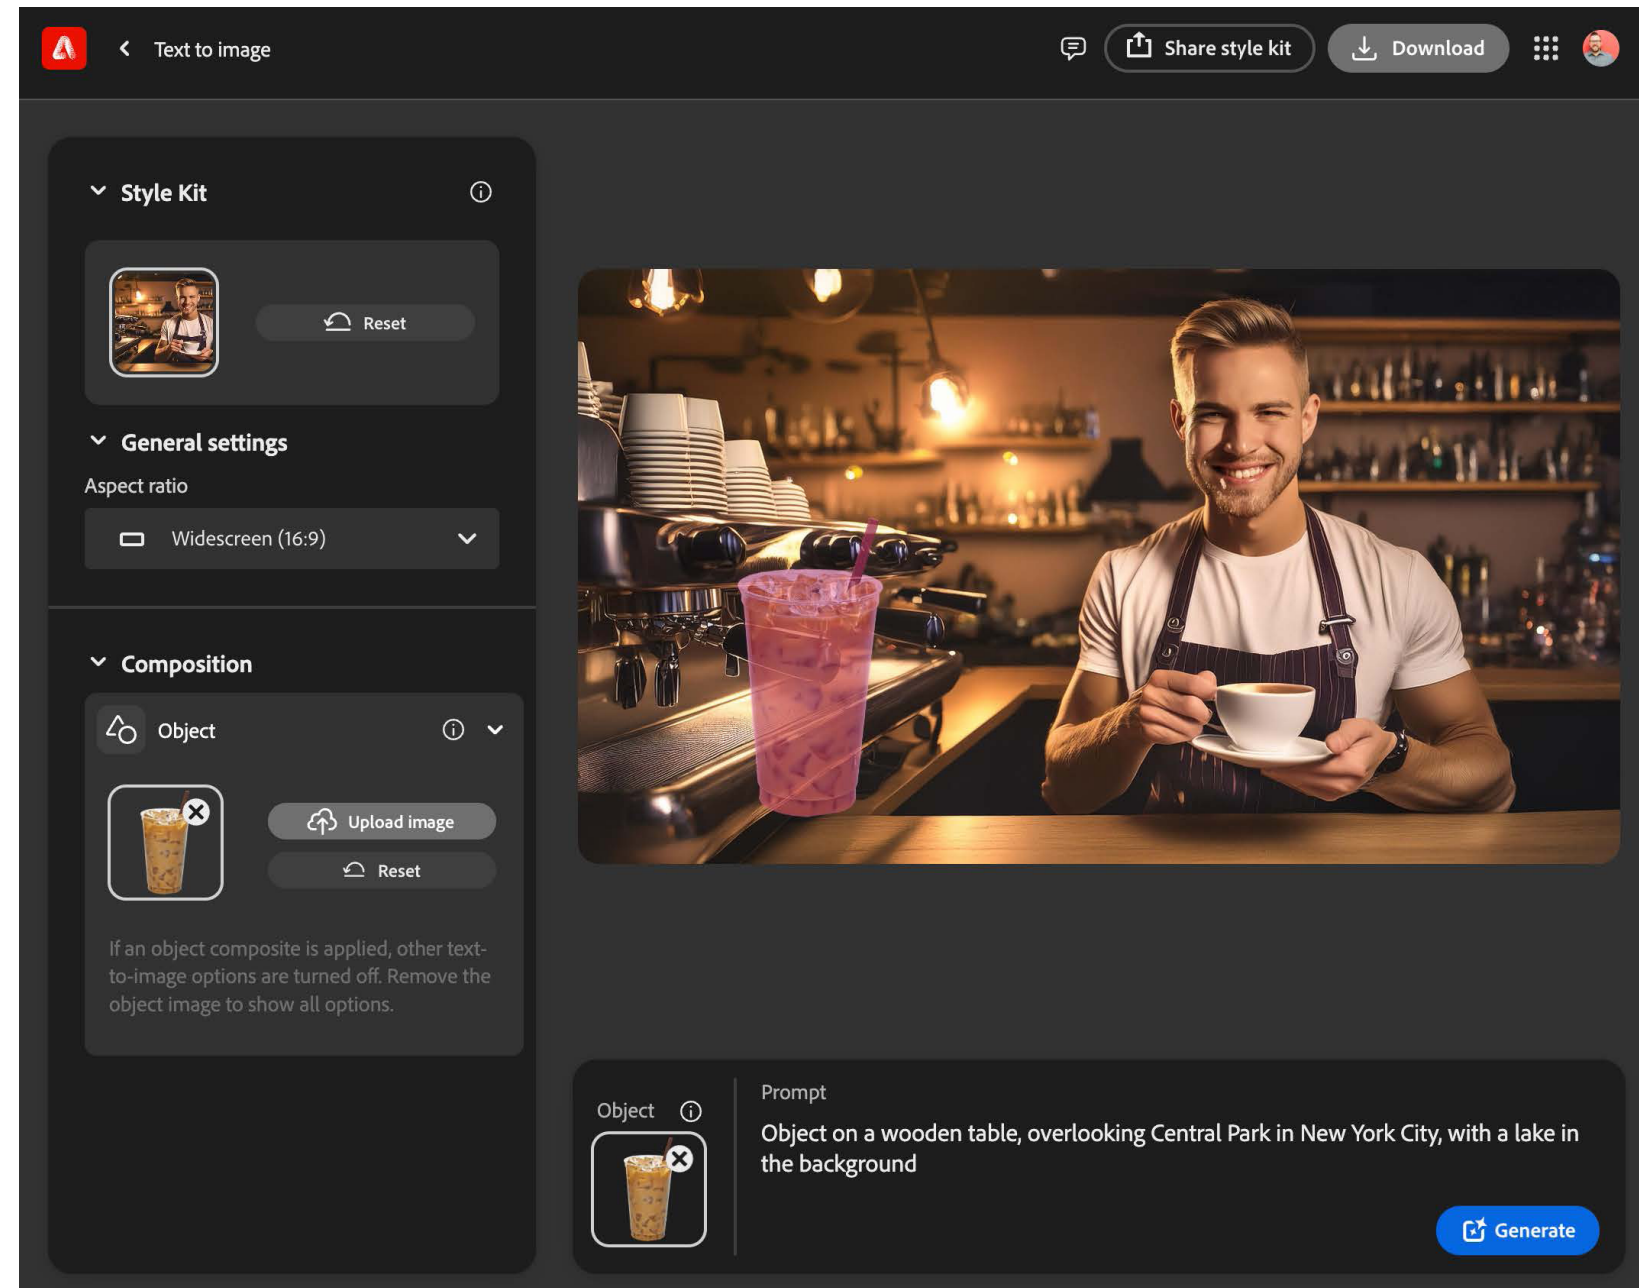 Text to image
Share style kit
Download
Style Kit
Reset
General settings
Aspect ratio
Widescreen (16:9)
Composition
Object
Upload image
Reset
If an object composite is applied, other text-
to-image options are turned off. Remove the
object image to show all options.
Object
Prompt
Object on a wooden table, overlooking Central Park in New York City, with a lake in
the background
Generate